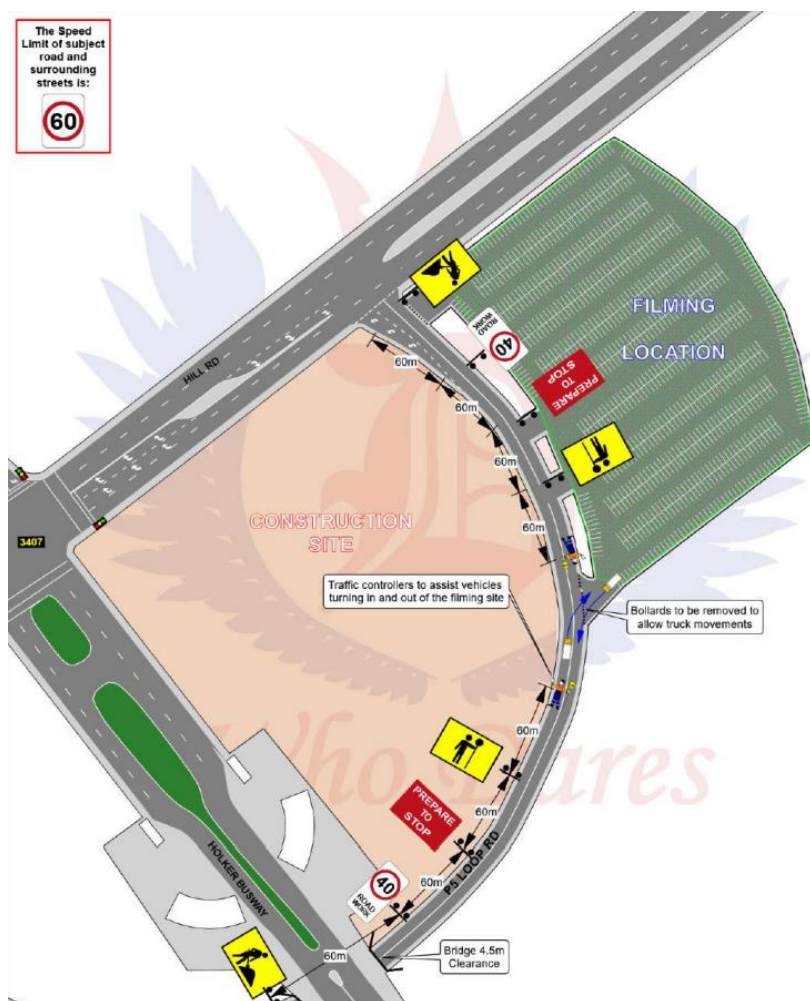 The Speed
Limit of subject
road and
surrounding
streets is:
60
ROAD
WORK
40
FILMING
LOCATION
PREPARE
TO
STOP
HILL RD
60m
60m
60m
60m
CONSTRUCTION
SITE
3407
Traffic controllers to assist vehicles
turning in and out of the filming site
Bollards to be removed to
allow truck movements
60m
Who Dares
PREPARE
TO
STOP
60m
P5 LOOP RD
40
ROAD
WORK
60m
HOLKER BUSWAY
60m
Bridge 4.5m
Clearance